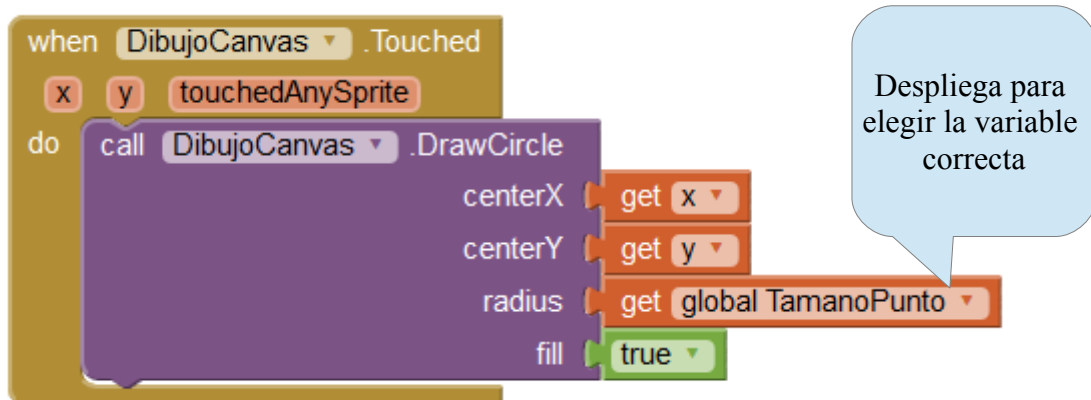 when DibujoCanvas .Touched
x y touchedAnySprite
do call DibujoCanvas .DrawCircle
centerX get x
centerY get y
radius get global TamanoPunto
fill true
Despliega para
elegir la variable
correcta